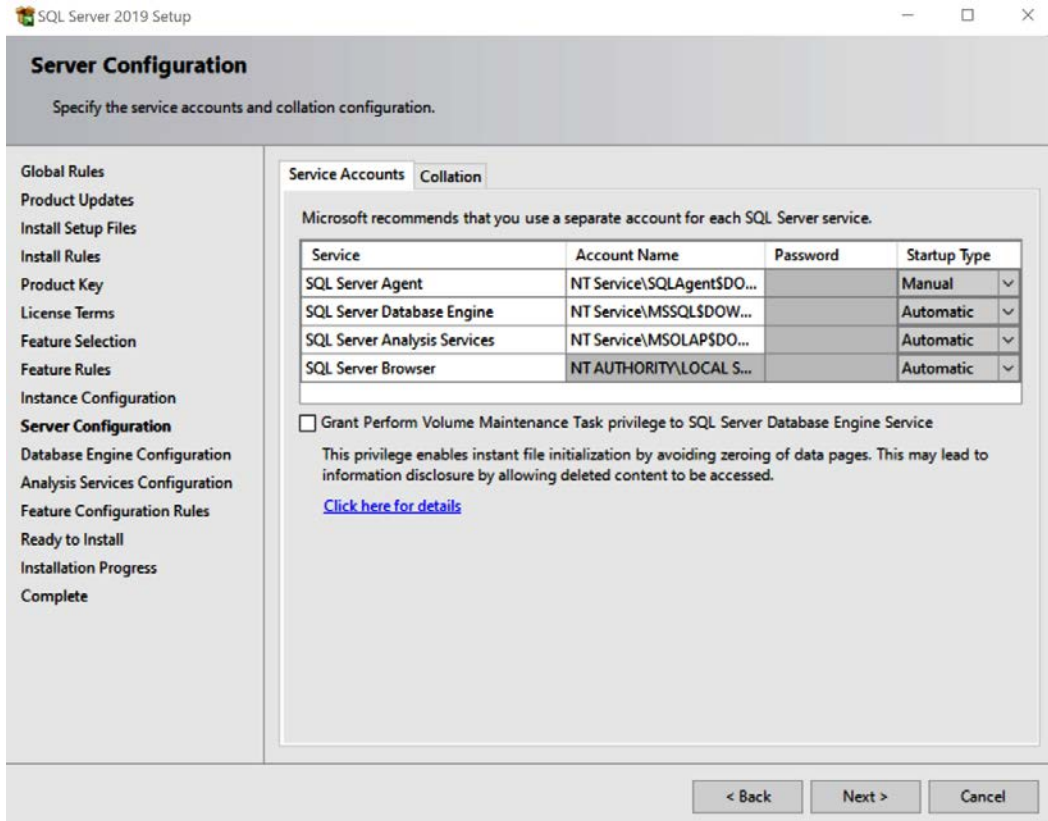 SQL Server 2019 Setup
Server Configuration
Specify the service accounts and collation configuration.
Global Rules
Product Updates
Install Setup Files
Install Rules
Product Key
License Terms
Feature Selection
Feature Rules
Instance Configuration
Server Configuration
Database Engine Configuration
Analysis Services Configuration
Feature Configuration Rules
Ready to Install
Installation Progress
Complete
Service Accounts Collation
Microsoft recommends that you use a separate account for each SQL Server service.
Service Account Name Password Startup Type
SQL Server Agent NT Service\SQLAgent$DO... Manual
SQL Server Database Engine NT Service\MSSQL$DOW... Automatic
SQL Server Analysis Services NT Service\MSOLAP$DO... Automatic
SQL Server Browser NT AUTHORITY\LOCAL S... Automatic
Grant Perform Volume Maintenance Task privilege to SQL Server Database Engine Service
This privilege enables instant file initialization by avoiding zeroing of data pages. This may lead to
information disclosure by allowing deleted content to be accessed.
Click here for details
< Back Next > Cancel